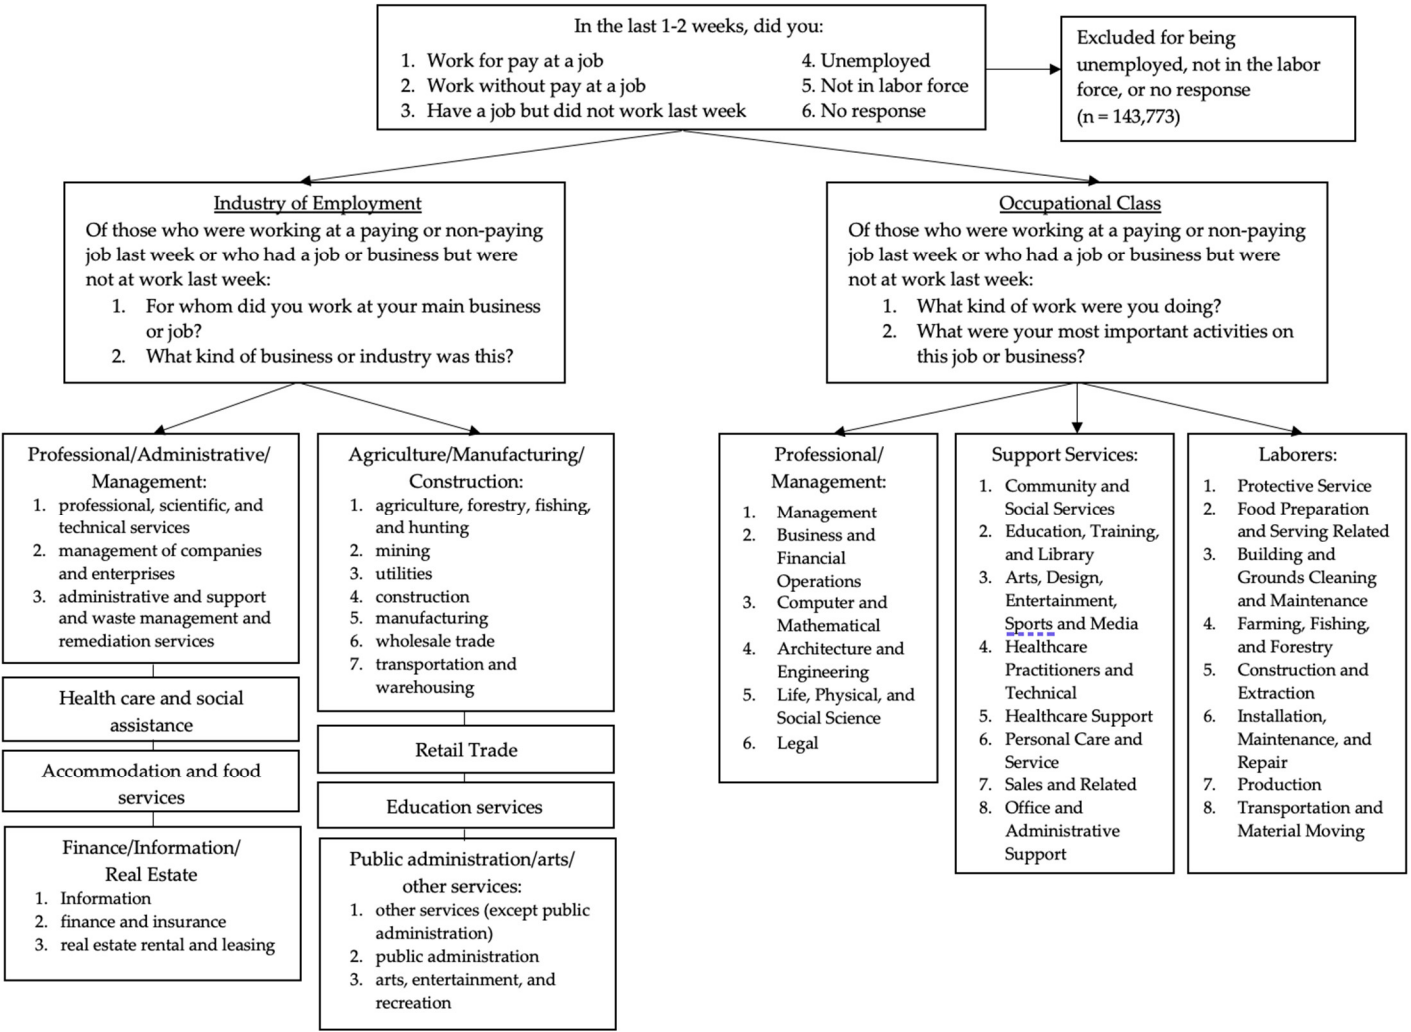 In the last 1-2 weeks, did you:
1. Work for pay at a job
2. Work without pay at a job
3. Have a job but did not work last week
4. Unemployed
5. Not in labor force
6. No response
Excluded for being
unemployed, not in the labor
force, or no response
(n = 143,773)
Industry of Employment
Of those who were working at a paying or non-paying
job last week or who had a job or business but were
not at work last week:
1. For whom did you work at your main business
or job?
2. What kind of business or industry was this?
Occupational Class
Of those who were working at a paying or non-paying
job last week or who had a job or business but were
not at work last week:
1. What kind of work were you doing?
2. What were your most important activities on
this job or business?
Professional/Administrative/
Management:
1. professional, scientific, and
technical services
2. management of companies
and enterprises
3. administrative and support
and waste management and
remediation services
Health care and social
assistance
Accommodation and food
services
Finance/Information/
Real Estate
1. Information
2. finance and insurance
3. real estate rental and leasing
Agriculture/Manufacturing/
Construction:
1. agriculture, forestry, fishing,
and hunting
2. mining
3. utilities
4. construction
5. manufacturing
6. wholesale trade
7. transportation and
warehousing
Retail Trade
Education services
Public administration/arts/
other services:
1. other services (except public
administration)
2. public administration
3. arts, entertainment, and
recreation
Professional/
Management:
1. Management
2. Business and
Financial
Operations
3. Computer and
Mathematical
4. Architecture and
Engineering
5. Life, Physical, and
Social Science
6. Legal
Support Services:
1. Community and
Social Services
2. Education, Training,
and Library
3. Arts, Design,
Entertainment,
Sports and Media
4. Healthcare
Practitioners and
Technical
5. Healthcare Support
6. Personal Care and
Service
7. Sales and Related
8. Office and
Administrative
Support
Laborers:
1. Protective Service
2. Food Preparation
and Serving Related
3. Building and
Grounds Cleaning
and Maintenance
4. Farming, Fishing,
and Forestry
5. Construction and
Extraction
6. Installation,
Maintenance, and
Repair
7. Production
8. Transportation and
Material Moving